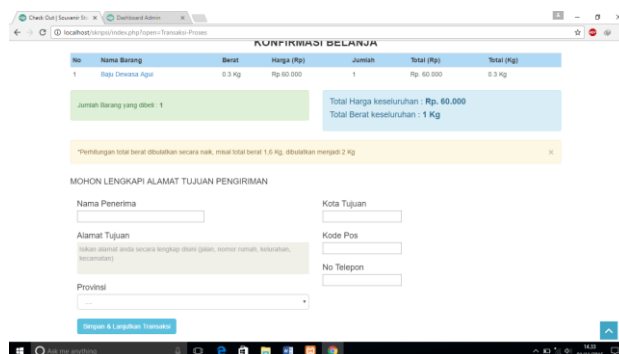 Check Out | Souvenir St
Dashboard Admin
localhost/skripsi/index.php?open=Transaksi-Proses
KONFIRMASI BELANJA
No Nama Barang Berat Harga (Rp) Jumlah Total (Rp) Total (Kg)
1 Baju Dewasa Agui 0.3 Kg Rp.60.000 1 Rp. 60.000 0.3 Kg
Jumlah Barang yang dibeli : 1
Total Harga keseluruhan : Rp. 60.000
Total Berat keseluruhan : 1 Kg
*Perhitungan total berat dibulatkan secara naik, misal total berat 1,6 Kg, dibulatkan menjadi 2 Kg
×
MOHON LENGKAPI ALAMAT TUJUAN PENGIRIMAN
Nama Penerima
Kota Tujuan
Alamat Tujuan
Isikan alamat anda secara lengkap disini (jalan, nomor rumah, kelurahan,
kecamatan)
Kode Pos
No Telepon
Provinsi
...
Simpan & Lanjutkan Transaksi
Ask me anything
14.35